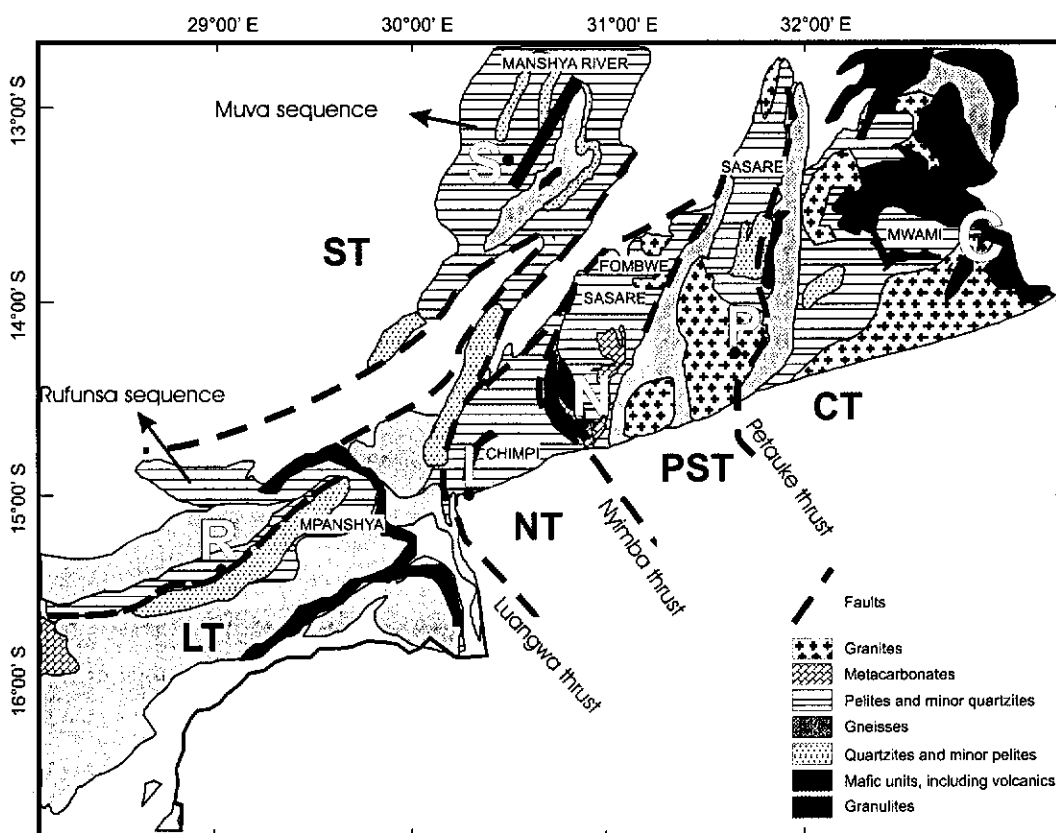 29°00' E
30°00' E
31°00' E
32°00' E
13°00' S
14°00' S
15°00' S
16°00' S
MANSHYA RIVER
Muva sequence
S
SASARE
MWAMI
C
ST
FOMBWE
SASARE
P
Rufunsa sequence
N
CT
CHIMPI
PST
Petauke thrust
NT
Nyimba thrust
MPANSHYA
R
LT
Luangwa thrust
Faults
Granites
Metacarbonates
Pelites and minor quartzites
Gneisses
Quartzites and minor pelites
Mafic units, including volcanics
Granulites